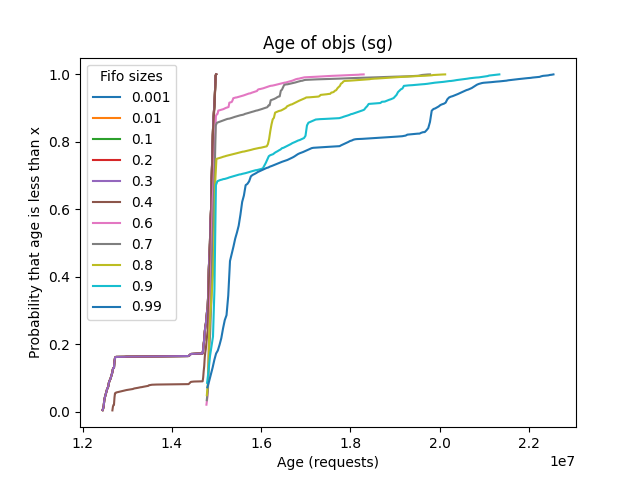 Age of objs (sg)
Probability that age is less than x
1.0
0.8
0.6
0.4
0.2
0.0
Fifo sizes
0.001
0.01
0.1
0.2
0.3
0.4
0.6
0.7
0.8
0.9
0.99
1.2 1.4 1.6 1.8 2.0 2.2
1e7
Age (requests)